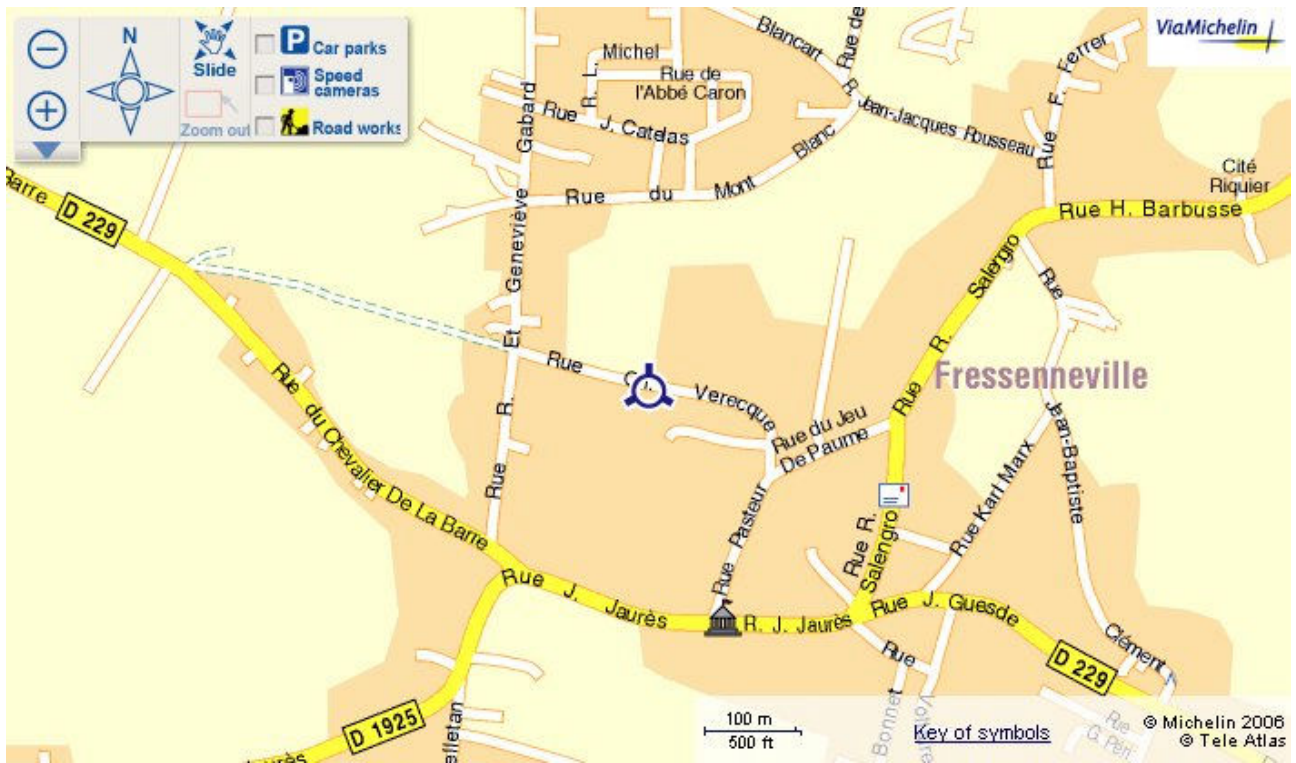 N
Slide
Zoom out
P Car parks
Speed
cameras
Road works
ViaMichelin
Blancart
Rue de
R. L. Michel
Rue de
l'Abbé Caron
Rue J. Catelas
Rue du Mont Blanc
R. Jean-Jacques Rousseau
Rue F. Ferrer
Cité
Riquier
Rue H. Barbusse
Barre
D 229
Rue R. Et Geneviève Gabard
Rue R. Salengro
Rue Jean-Baptiste Clément
Fressenneville
Rue C. J. Verecque
Rue du Jeu
De Paume
Rue du Chevalier De La Barre
Rue Pasteur
Rue Karl Marx
Rue R.
Salengro
Rue J. Jaurès
R. J. Jaurès
Rue J. Guesde
D 229
Rue
Bonnet
D 1925
Jaurès
effletan
Rue
G. Péri
100 m
500 ft
Key of symbols
© Michelin 2006
© Tele Atlas